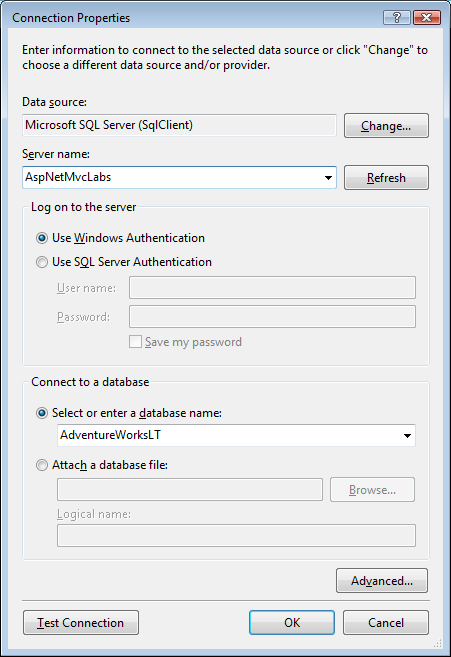 Connection Properties
Enter information to connect to the selected data source or click "Change" to
choose a different data source and/or provider.
Data source:
Microsoft SQL Server (SqlClient)
Change...
Server name:
AspNetMvcLabs
Refresh
Log on to the server
Use Windows Authentication
Use SQL Server Authentication
User name:
Password:
Save my password
Connect to a database
Select or enter a database name:
AdventureWorksLT
Attach a database file:
Browse...
Logical name:
Advanced...
Test Connection
OK
Cancel